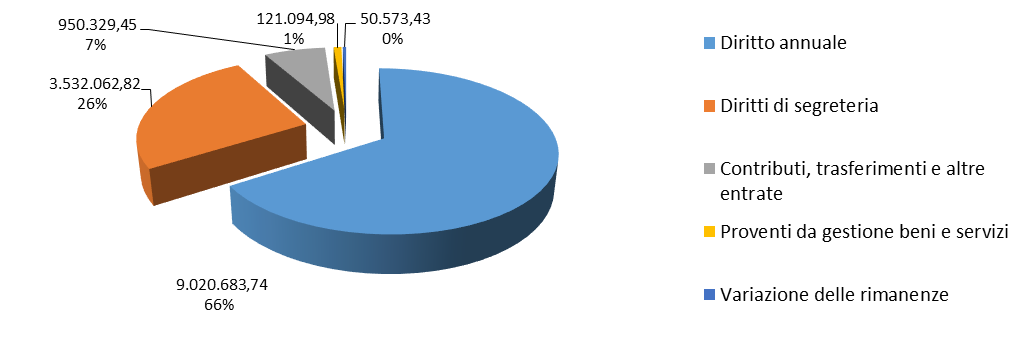 950.329,45
7%
121.094,98
1%
50.573,43
0%
3.532.062,82
26%
9.020.683,74
66%
Diritto annuale
Diritti di segreteria
Contributi, trasferimenti e altre
entrate
Proventi da gestione beni e servizi
Variazione delle rimanenze